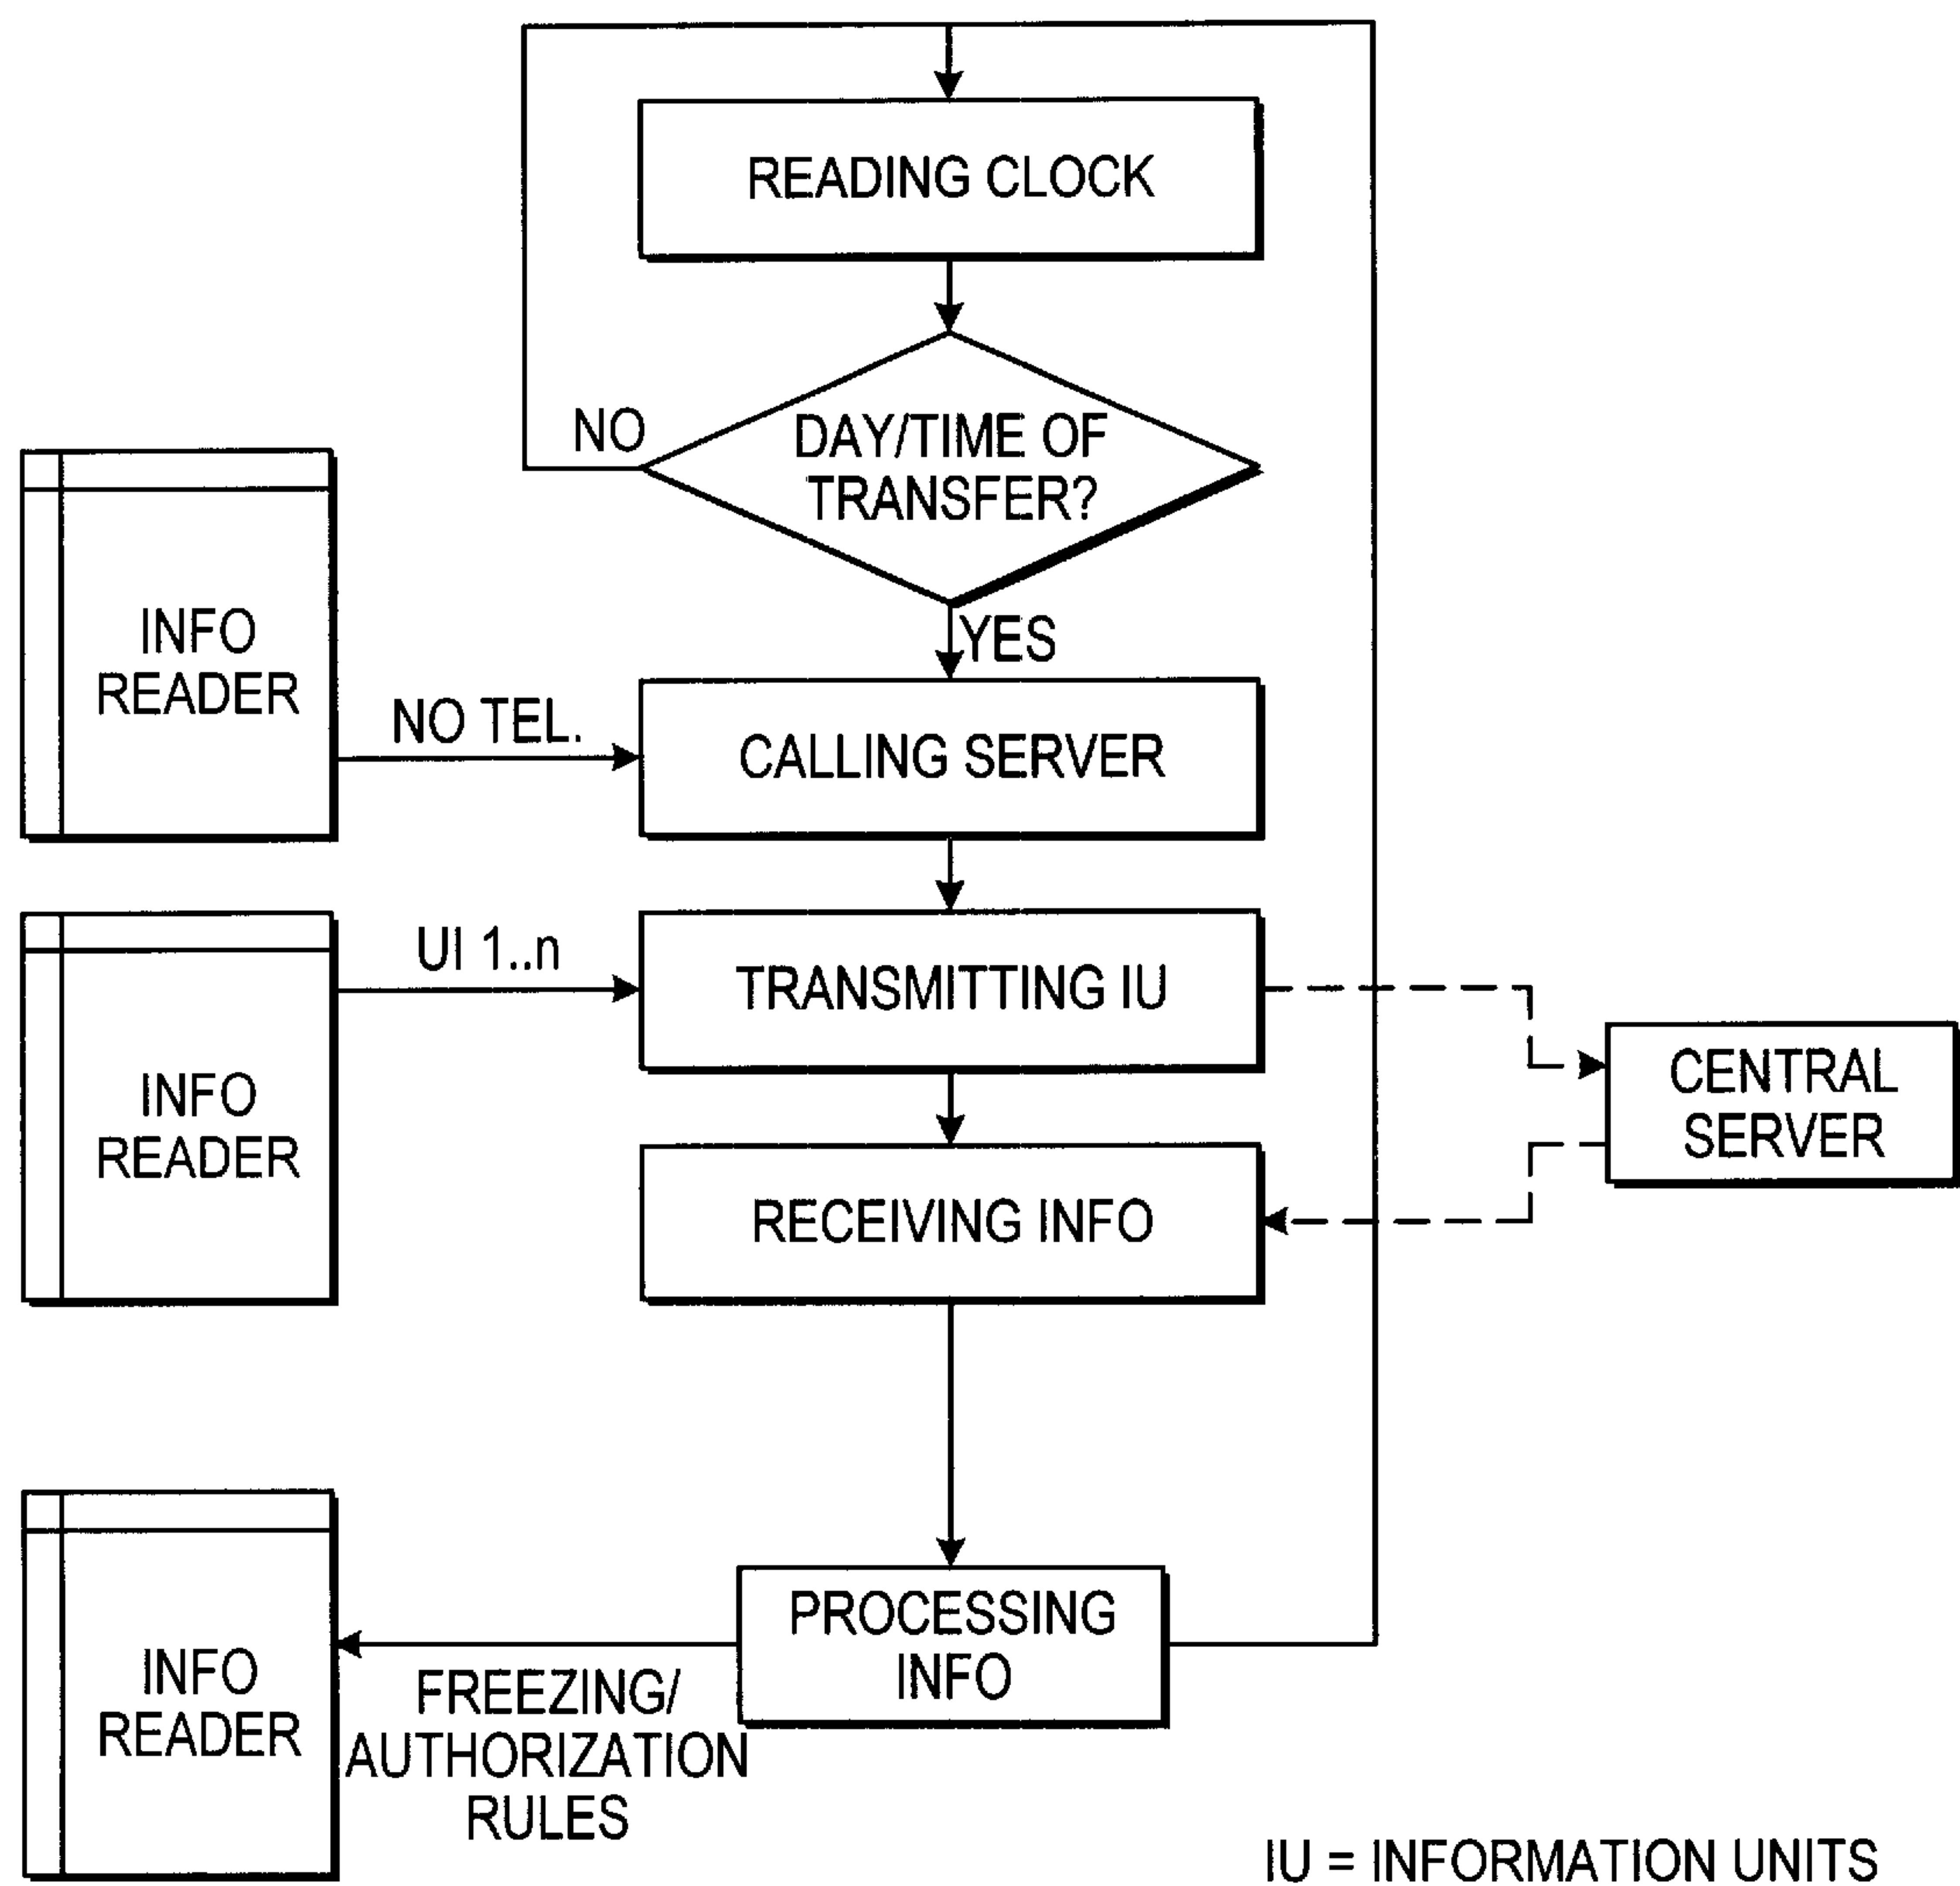 READING CLOCK
DAY/TIME OF
TRANSFER?
NO
YES
INFO
READER
NO TEL.
CALLING SERVER
UI 1..n
TRANSMITTING IU
INFO
READER
CENTRAL
SERVER
RECEIVING INFO
PROCESSING
INFO
INFO
READER
FREEZING/
AUTHORIZATION
RULES
IU = INFORMATION UNITS